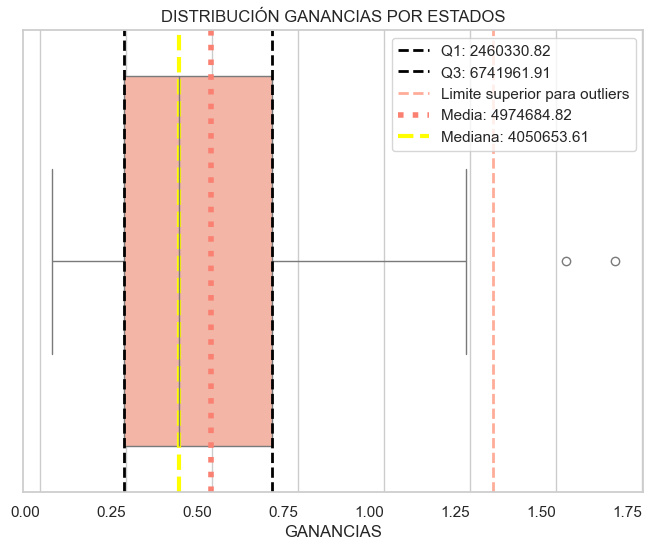 DISTRIBUCIÓN GANANCIAS POR ESTADOS
Q1: 2460330.82
Q3: 6741961.91
Limite superior para outliers
Media: 4974684.82
Mediana: 4050653.61
0.00 0.25 0.50 0.75 1.00 1.25 1.50 1.75
GANANCIAS